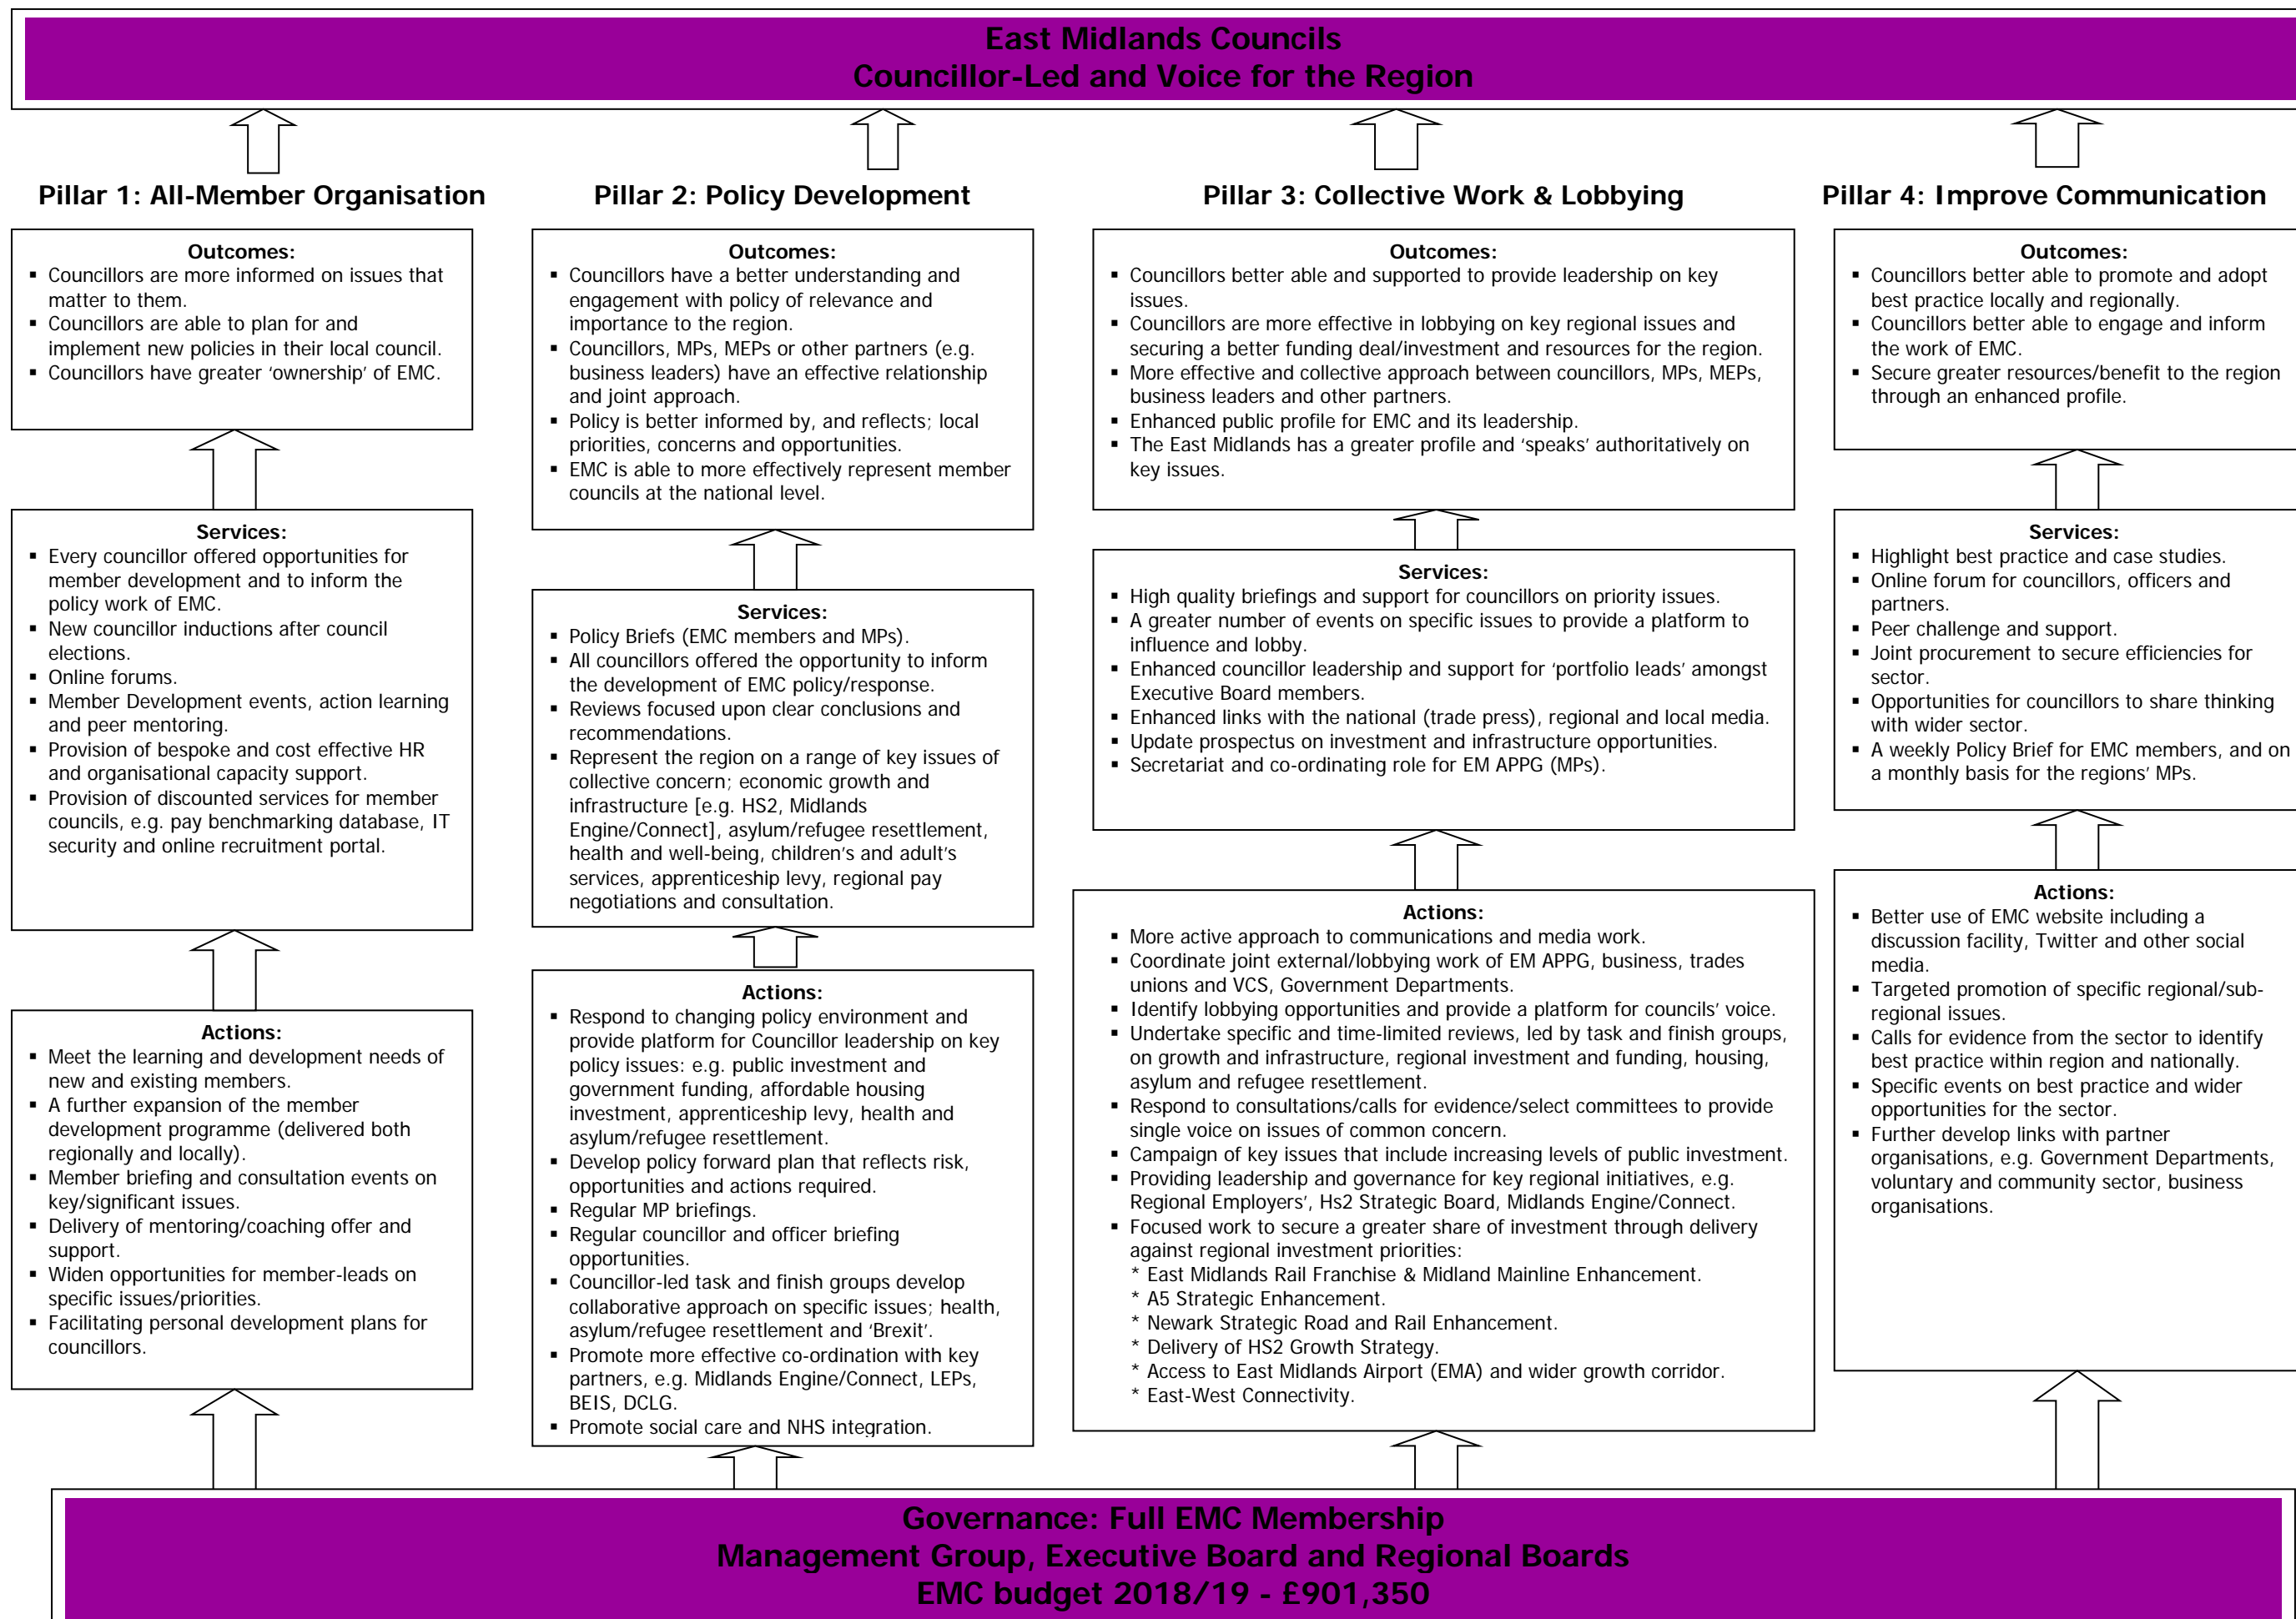 East Midlands Councils
Councillor-Led and Voice for the Region
Pillar 1: All-Member Organisation
Outcomes:
▪ Councillors are more informed on issues that
matter to them.
▪ Councillors are able to plan for and
implement new policies in their local council.
▪ Councillors have greater ‘ownership’ of EMC.
Services:
▪ Every councillor offered opportunities for
member development and to inform the
policy work of EMC.
▪ New councillor inductions after council
elections.
▪ Online forums.
▪ Member Development events, action learning
and peer mentoring.
▪ Provision of bespoke and cost effective HR
and organisational capacity support.
▪ Provision of discounted services for member
councils, e.g. pay benchmarking database, IT
security and online recruitment portal.
Actions:
▪ Meet the learning and development needs of
new and existing members.
▪ A further expansion of the member
development programme (delivered both
regionally and locally).
▪ Member briefing and consultation events on
key/significant issues.
▪ Delivery of mentoring/coaching offer and
support.
▪ Widen opportunities for member-leads on
specific issues/priorities.
▪ Facilitating personal development plans for
councillors.
Pillar 2: Policy Development
Outcomes:
▪ Councillors have a better understanding and
engagement with policy of relevance and
importance to the region.
▪ Councillors, MPs, MEPs or other partners (e.g.
business leaders) have an effective relationship
and joint approach.
▪ Policy is better informed by, and reflects; local
priorities, concerns and opportunities.
▪ EMC is able to more effectively represent member
councils at the national level.
Services:
▪ Policy Briefs (EMC members and MPs).
▪ All councillors offered the opportunity to inform
the development of EMC policy/response.
▪ Reviews focused upon clear conclusions and
recommendations.
▪ Represent the region on a range of key issues of
collective concern; economic growth and
infrastructure [e.g. HS2, Midlands
Engine/Connect], asylum/refugee resettlement,
health and well-being, children’s and adult’s
services, apprenticeship levy, regional pay
negotiations and consultation.
Actions:
▪ Respond to changing policy environment and
provide platform for Councillor leadership on key
policy issues: e.g. public investment and
government funding, affordable housing
investment, apprenticeship levy, health and
asylum/refugee resettlement.
▪ Develop policy forward plan that reflects risk,
opportunities and actions required.
▪ Regular MP briefings.
▪ Regular councillor and officer briefing
opportunities.
▪ Councillor-led task and finish groups develop
collaborative approach on specific issues; health,
asylum/refugee resettlement and ‘Brexit’.
▪ Promote more effective co-ordination with key
partners, e.g. Midlands Engine/Connect, LEPs,
BEIS, DCLG.
▪ Promote social care and NHS integration.
Pillar 3: Collective Work & Lobbying
Outcomes:
▪ Councillors better able and supported to provide leadership on key
issues.
▪ Councillors are more effective in lobbying on key regional issues and
securing a better funding deal/investment and resources for the region.
▪ More effective and collective approach between councillors, MPs, MEPs,
business leaders and other partners.
▪ Enhanced public profile for EMC and its leadership.
▪ The East Midlands has a greater profile and ‘speaks’ authoritatively on
key issues.
Services:
▪ High quality briefings and support for councillors on priority issues.
▪ A greater number of events on specific issues to provide a platform to
influence and lobby.
▪ Enhanced councillor leadership and support for ‘portfolio leads’ amongst
Executive Board members.
▪ Enhanced links with the national (trade press), regional and local media.
▪ Update prospectus on investment and infrastructure opportunities.
▪ Secretariat and co-ordinating role for EM APPG (MPs).
Actions:
▪ More active approach to communications and media work.
▪ Coordinate joint external/lobbying work of EM APPG, business, trades
unions and VCS, Government Departments.
▪ Identify lobbying opportunities and provide a platform for councils’ voice.
▪ Undertake specific and time-limited reviews, led by task and finish groups,
on growth and infrastructure, regional investment and funding, housing,
asylum and refugee resettlement.
▪ Respond to consultations/calls for evidence/select committees to provide
single voice on issues of common concern.
▪ Campaign of key issues that include increasing levels of public investment.
▪ Providing leadership and governance for key regional initiatives, e.g.
Regional Employers’, Hs2 Strategic Board, Midlands Engine/Connect.
▪ Focused work to secure a greater share of investment through delivery
against regional investment priorities:
* East Midlands Rail Franchise & Midland Mainline Enhancement.
* A5 Strategic Enhancement.
* Newark Strategic Road and Rail Enhancement.
* Delivery of HS2 Growth Strategy.
* Access to East Midlands Airport (EMA) and wider growth corridor.
* East-West Connectivity.
Pillar 4: Improve Communication
Outcomes:
▪ Councillors better able to promote and adopt
best practice locally and regionally.
▪ Councillors better able to engage and inform
the work of EMC.
▪ Secure greater resources/benefit to the region
through an enhanced profile.
Services:
▪ Highlight best practice and case studies.
▪ Online forum for councillors, officers and
partners.
▪ Peer challenge and support.
▪ Joint procurement to secure efficiencies for
sector.
▪ Opportunities for councillors to share thinking
with wider sector.
▪ A weekly Policy Brief for EMC members, and on
a monthly basis for the regions’ MPs.
Actions:
▪ Better use of EMC website including a
discussion facility, Twitter and other social
media.
▪ Targeted promotion of specific regional/sub-
regional issues.
▪ Calls for evidence from the sector to identify
best practice within region and nationally.
▪ Specific events on best practice and wider
opportunities for the sector.
▪ Further develop links with partner
organisations, e.g. Government Departments,
voluntary and community sector, business
organisations.
Governance: Full EMC Membership
Management Group, Executive Board and Regional Boards
EMC budget 2018/19 - £901,350